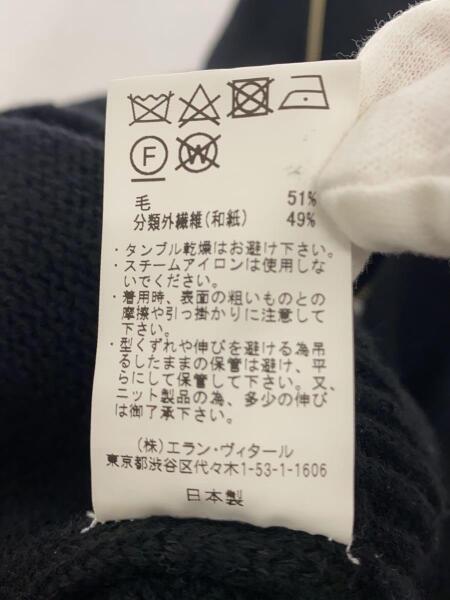 F W
毛 51%
分類外繊維(和紙) 49%
・タンブル乾燥はお避け下さい。
・スチームアイロンは使用しな
いでください。
・着用時、表面の粗いものとの
摩擦や引っ掛かりに注意して
下さい。
・型くずれや伸びを避ける為吊
るしたままの保管は避け、平
らにして保管して下さい。又、
ニット製品の為、多少の伸び
は御了承下さい。
(株)エラン・ヴィタール
東京都渋谷区代々木1-53-1-1606
日本製